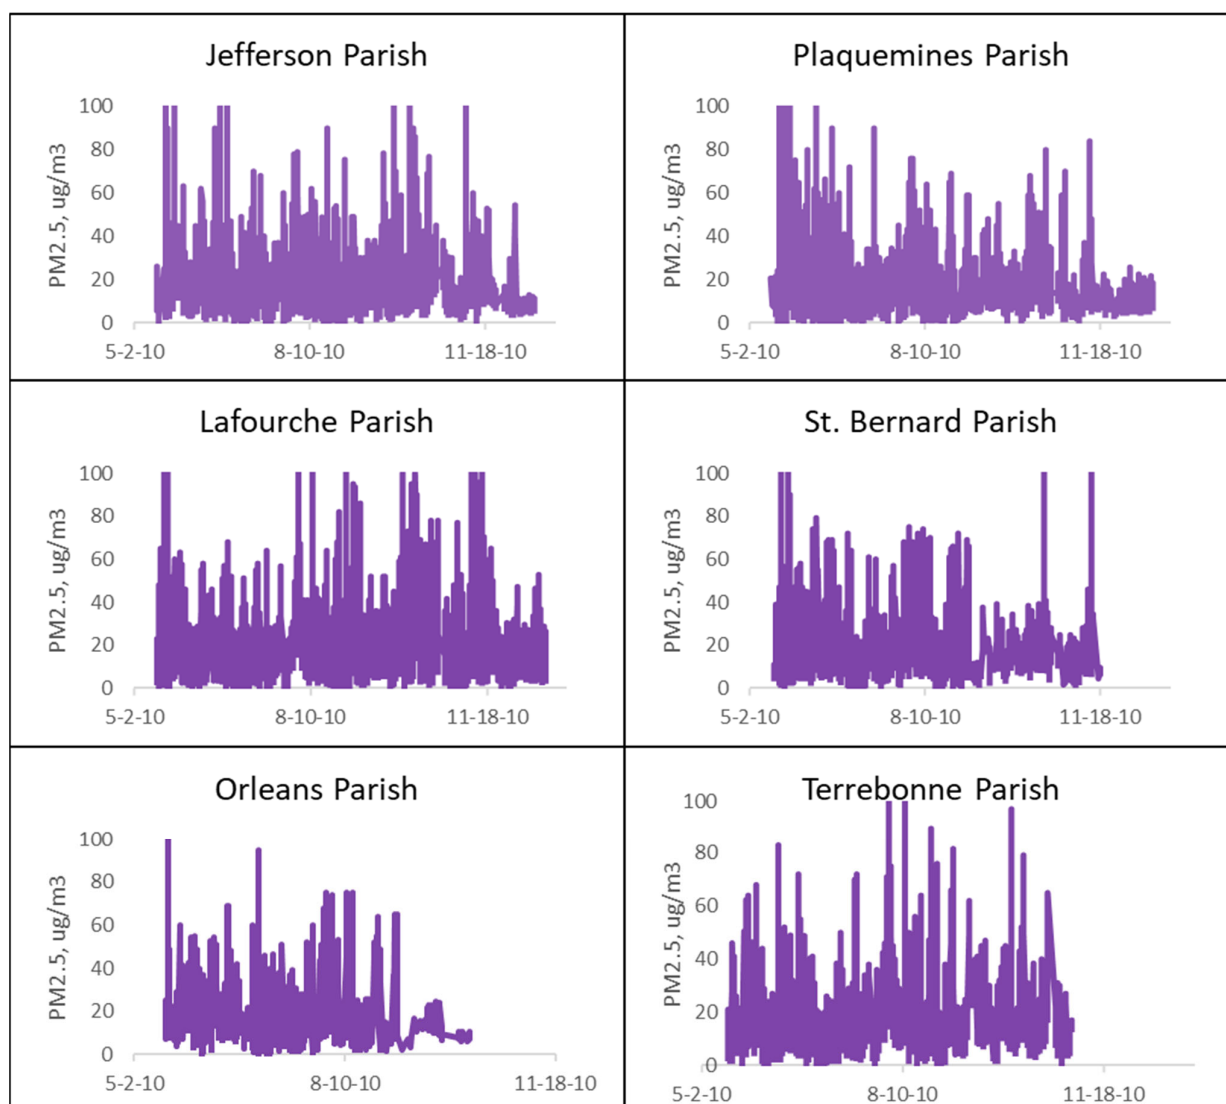 Jefferson Parish
PM2.5, ug/m3
100
80
60
40
20
0
5-2-10 8-10-10 11-18-10
Plaquemines Parish
PM2.5, ug/m3
100
80
60
40
20
0
5-2-10 8-10-10 11-18-10
Lafourche Parish
PM2.5, ug/m3
100
80
60
40
20
0
5-2-10 8-10-10 11-18-10
St. Bernard Parish
PM2.5, ug/m3
100
80
60
40
20
0
5-2-10 8-10-10 11-18-10
Orleans Parish
PM2.5, ug/m3
100
80
60
40
20
0
5-2-10 8-10-10 11-18-10
Terrebonne Parish
PM2.5, ug/m3
100
80
60
40
20
0
5-2-10 8-10-10 11-18-10